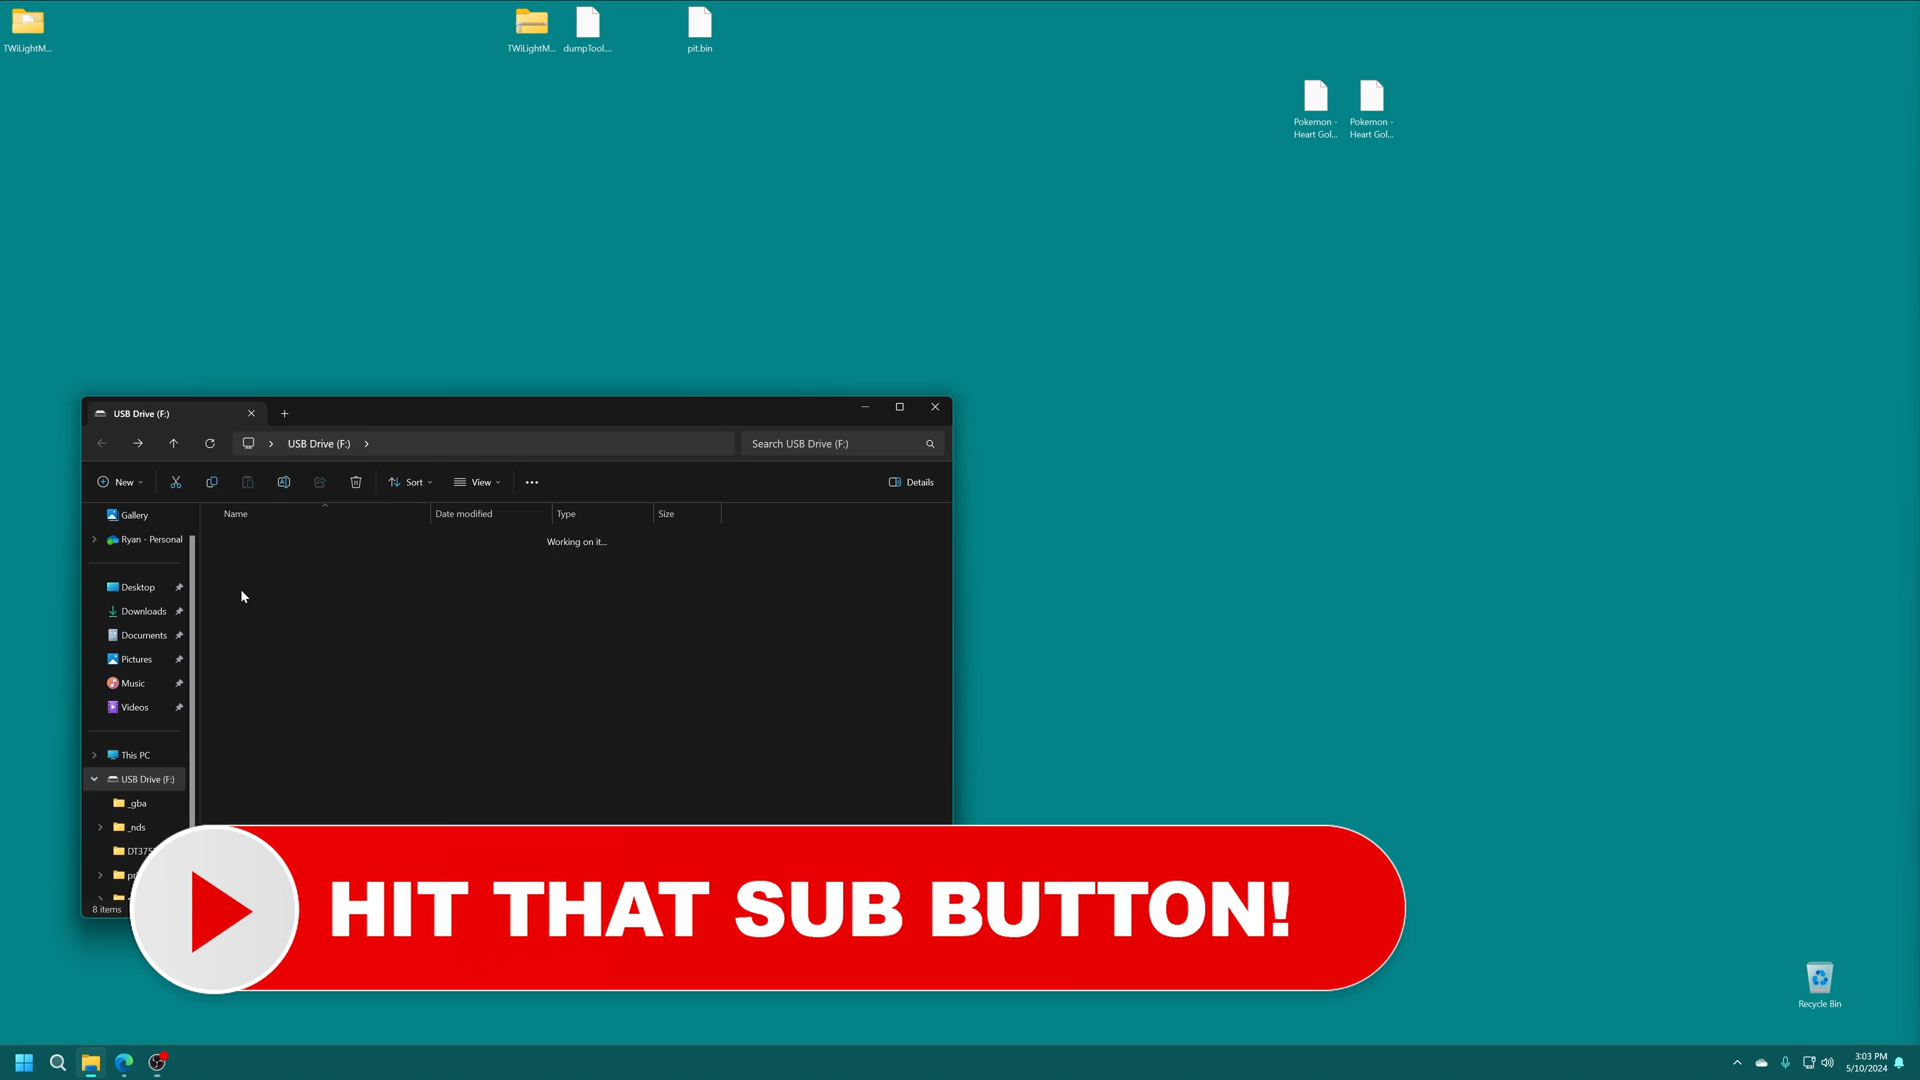 TWiLightM...
TWiLightM...
dumpTool....
pit.bin
Pokemon -
Heart Gol...
Pokemon -
Heart Gol...
USB Drive (F:)
USB Drive (F:)
Search USB Drive (F:)
New
Sort
View
Details
Name
Date modified
Type
Size
Working on it...
Gallery
Ryan - Personal
Desktop
Downloads
Documents
Pictures
Music
Videos
This PC
USB Drive (F:)
_gba
_nds
8 items
HIT THAT SUB BUTTON!
Recycle Bin
3:03 PM
5/10/2024